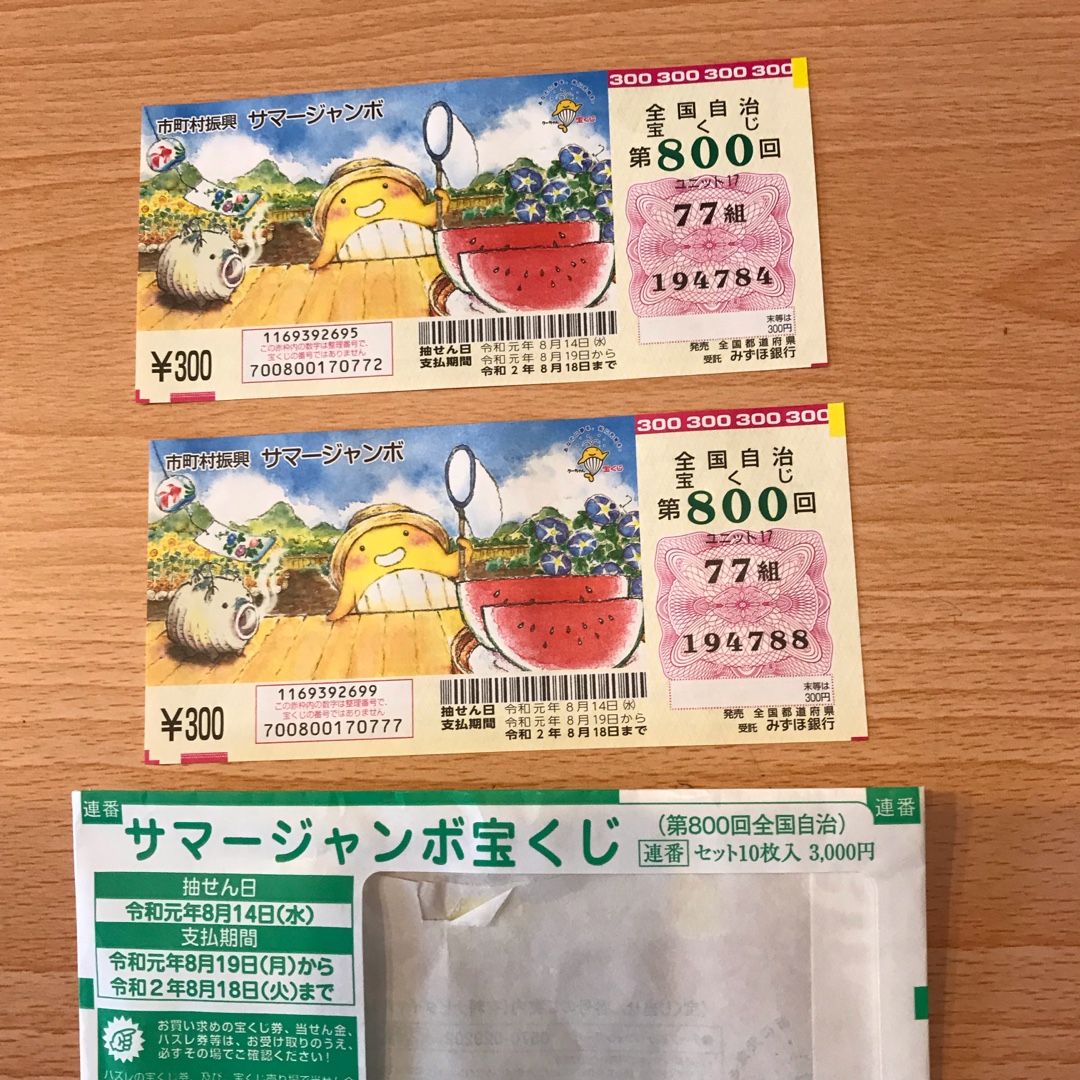 市町村振興 サマージャンボ
宝くじ
¥300
1169392695
この赤枠内の数字は整理番号で、
宝くじの番号ではありません
700800170772
抽せん日 令和元年8月14日㈬
支払期間 令和元年8月19日から
令和2年8月18日まで
300 300 300 300
全国自治
宝くじ
第800回
ユニット17
77組
194784
末等は
300円
発売 全国都道府県
受託 みずほ銀行
市町村振興 サマージャンボ
宝くじ
¥300
1169392699
この赤枠内の数字は整理番号で、
宝くじの番号ではありません
700800170777
抽せん日 令和元年8月14日㈬
支払期間 令和元年8月19日から
令和2年8月18日まで
300 300 300 300
全国自治
宝くじ
第800回
ユニット17
77組
194788
末等は
300円
発売 全国都道府県
受託 みずほ銀行
連番
連番
サマージャンボ宝くじ
(第800回全国自治)
連番 セット10枚入 3,000円
抽せん日
令和元年8月14日(水)
支払期間
令和元年8月19日(月)から
令和2年8月18日(火)まで
お買い求めの宝くじ券、当せん金、
ハズレ券等は、お受け取りのうえ、
必ずその場でご確認ください!